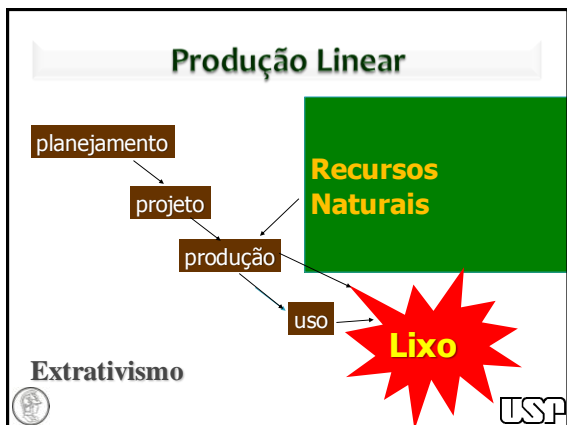 Produção Linear
planejamento
Recursos
Naturais
projeto
produção
uso
Lixo
Extrativismo
USP